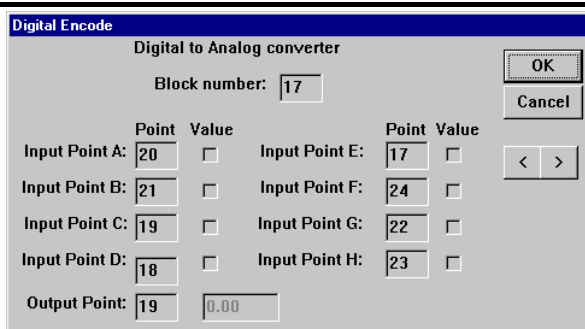 Digital Encode
Digital to Analog converter
OK
Block number: 17
Cancel
Point Value Point Value
Input Point A: 20 Input Point E: 17
< >
Input Point B: 21 Input Point F: 24
Input Point C: 19 Input Point G: 22
Input Point D: 18 Input Point H: 23
Output Point: 19 0.00